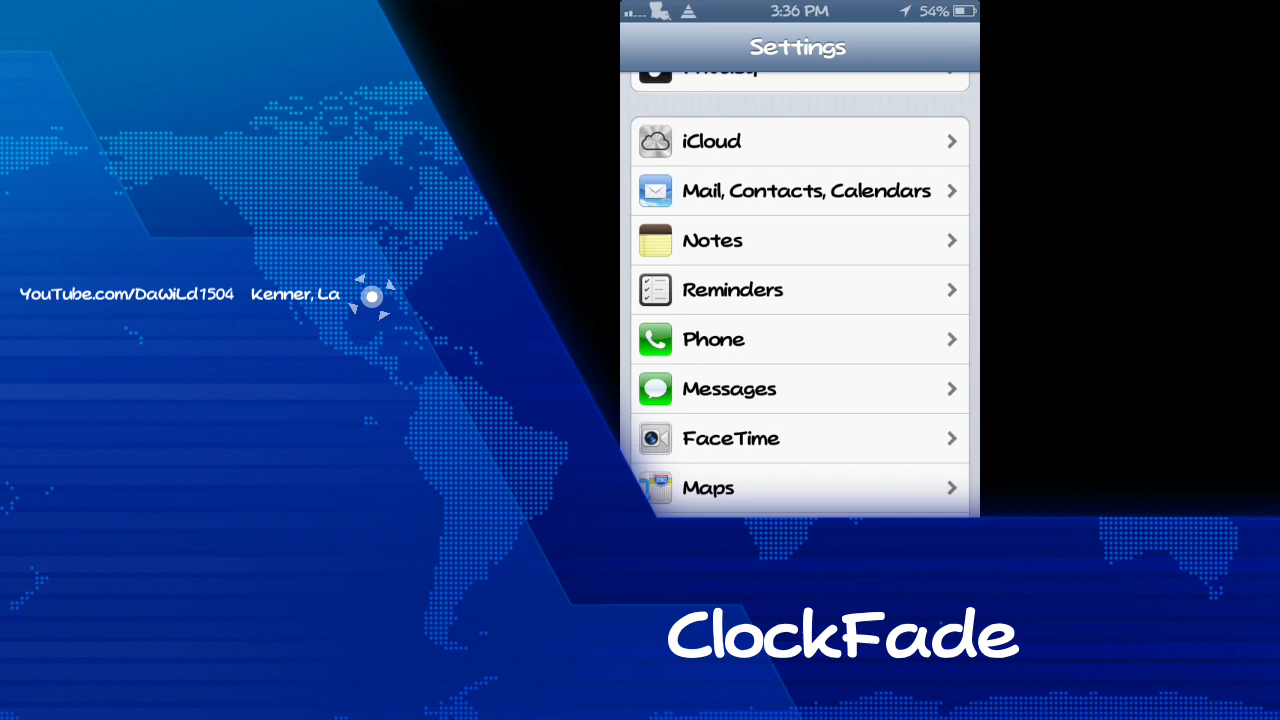 3:36 PM
54%
Settings
iCloud
Mail, Contacts, Calendars
Notes
YouTube.com/DaWiLd1504 Kenner, La
Reminders
Phone
Messages
FaceTime
Maps
ClockFade